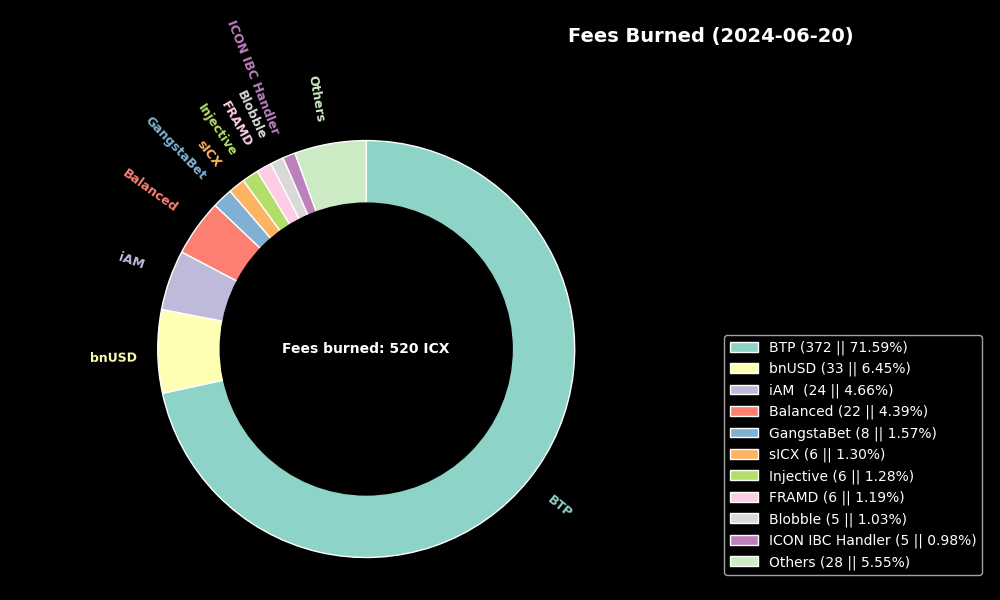 Fees Burned (2024-06-20)
ICON IBC Handler
Others
Blobble
FRAMD
Injective
sICX
GangstaBet
Balanced
iAM
bnUSD
Fees burned: 520 ICX
BTP
BTP (372 || 71.59%)
bnUSD (33 || 6.45%)
iAM  (24 || 4.66%)
Balanced (22 || 4.39%)
GangstaBet (8 || 1.57%)
sICX (6 || 1.30%)
Injective (6 || 1.28%)
FRAMD (6 || 1.19%)
Blobble (5 || 1.03%)
ICON IBC Handler (5 || 0.98%)
Others (28 || 5.55%)